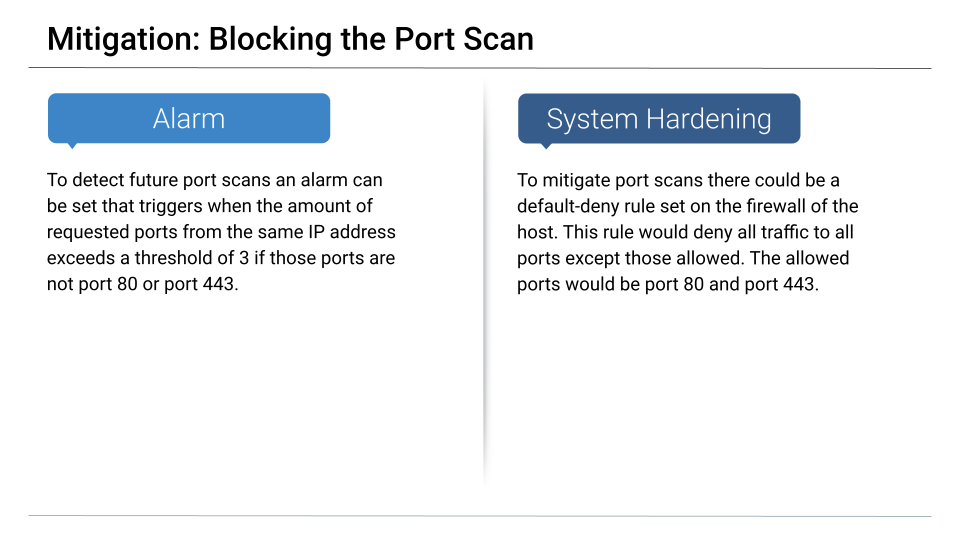 Mitigation: Blocking the Port Scan
Alarm
To detect future port scans an alarm can
be set that triggers when the amount of
requested ports from the same IP address
exceeds a threshold of 3 if those ports are
not port 80 or port 443.
System Hardening
To mitigate port scans there could be a
default-deny rule set on the firewall of the
host. This rule would deny all traffic to all
ports except those allowed. The allowed
ports would be port 80 and port 443.